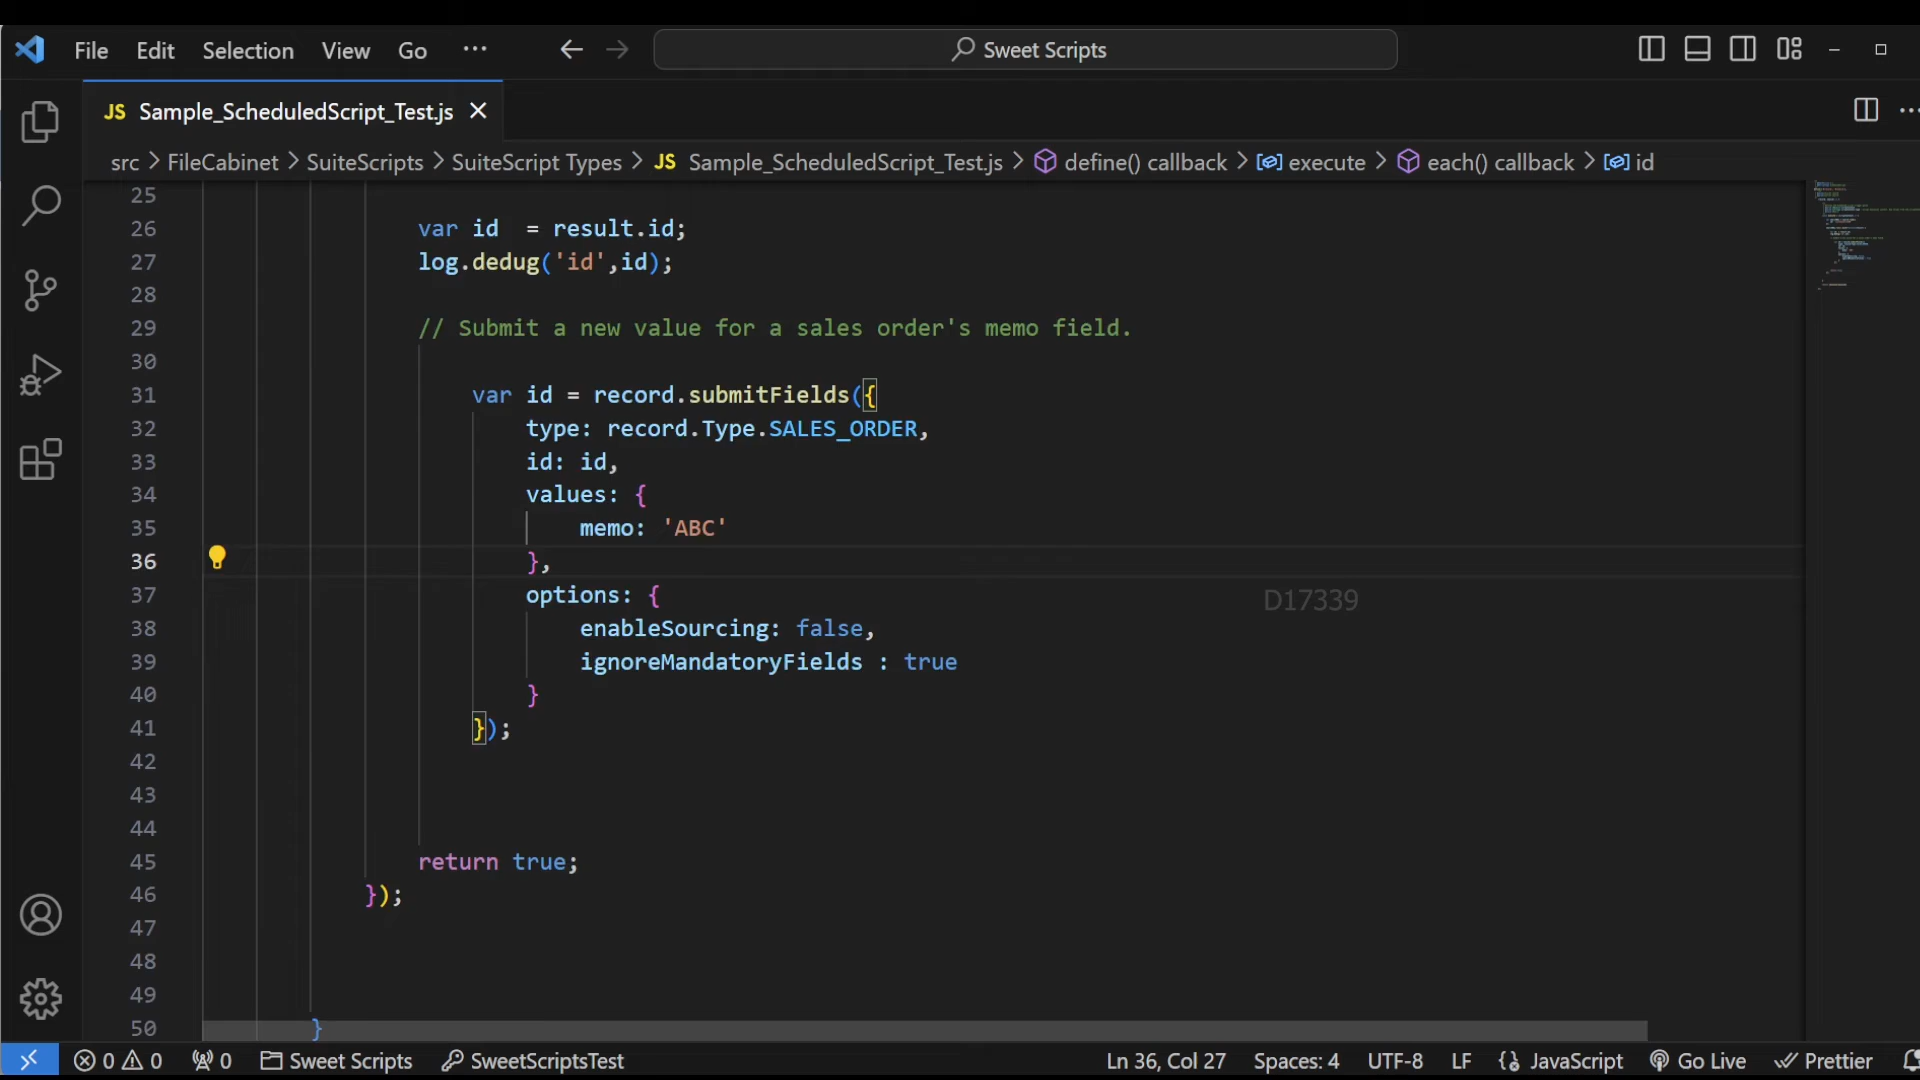 File Edit Selection View Go ··· Sweet Scripts
JS Sample_ScheduledScript_Test.js
src > FileCabinet > SuiteScripts > SuiteScript Types > JS Sample_ScheduledScript_Test.js > define() callback > execute > each() callback > id
25
26 var id  = result.id;
27 log.dedug('id',id);
28
29 // Submit a new value for a sales order's memo field.
30
31 var id = record.submitFields({
32 type: record.Type.SALES_ORDER,
33 id: id,
34 values: {
35 memo: 'ABC'
36 },
37 options: {
D17339
38 enableSourcing: false,
39 ignoreMandatoryFields : true
40 }
41 });
42
43
44
45 return true;
46 });
47
48
49
50 }
0 0 0 Sweet Scripts SweetScriptsTest Ln 36, Col 27 Spaces: 4 UTF-8 LF JavaScript Go Live Prettier